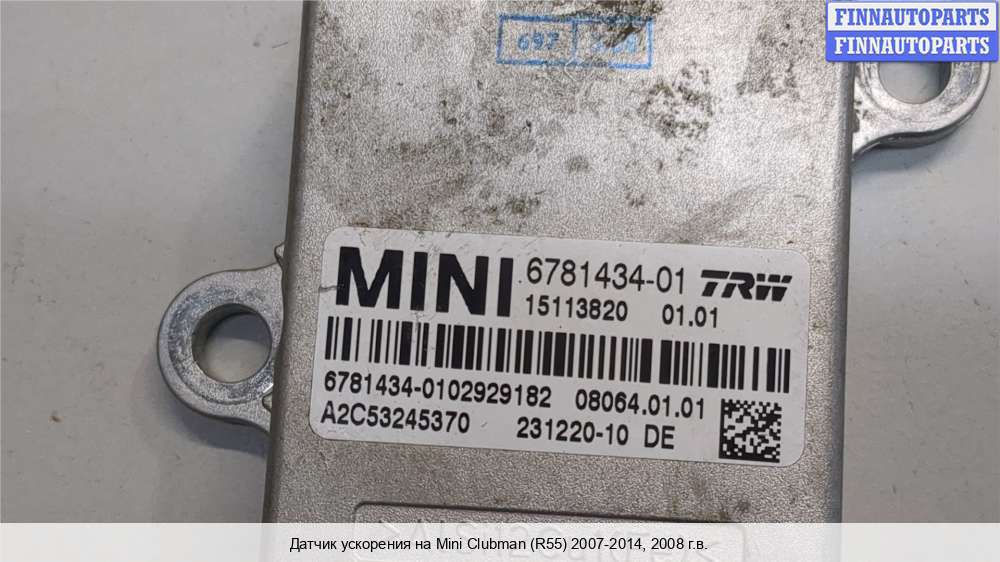 FINNAUTOPARTS
FINNAUTOPARTS
697
MINI 6781434-01 TRW
15113820 01.01
6781434-0102929182 08064.01.01
A2C53245370 231220-10 DE
Датчик ускорения на Mini Clubman (R55) 2007-2014, 2008 г.в.